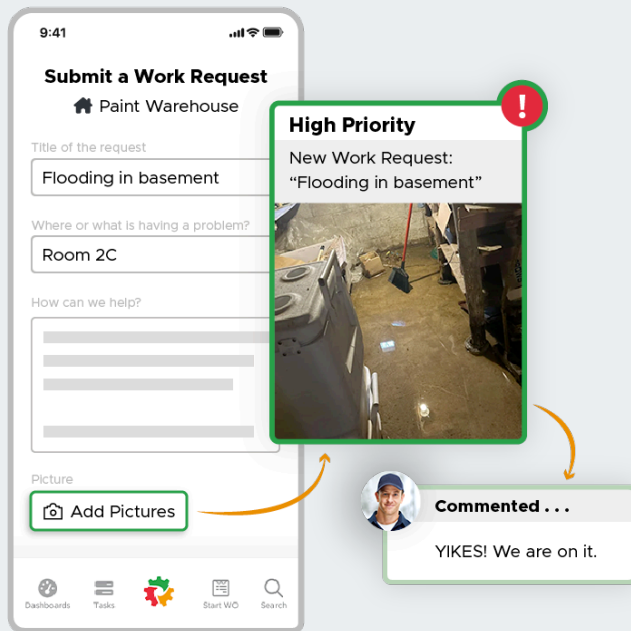 9:41
Submit a Work Request
Paint Warehouse
Title of the request
Flooding in basement
Where or what is having a problem?
Room 2C
How can we help?
Picture
Add Pictures
Dashboards
Tasks
Start WO
Search
!
High Priority
New Work Request:
“Flooding in basement”
Commented . . .
YIKES! We are on it.